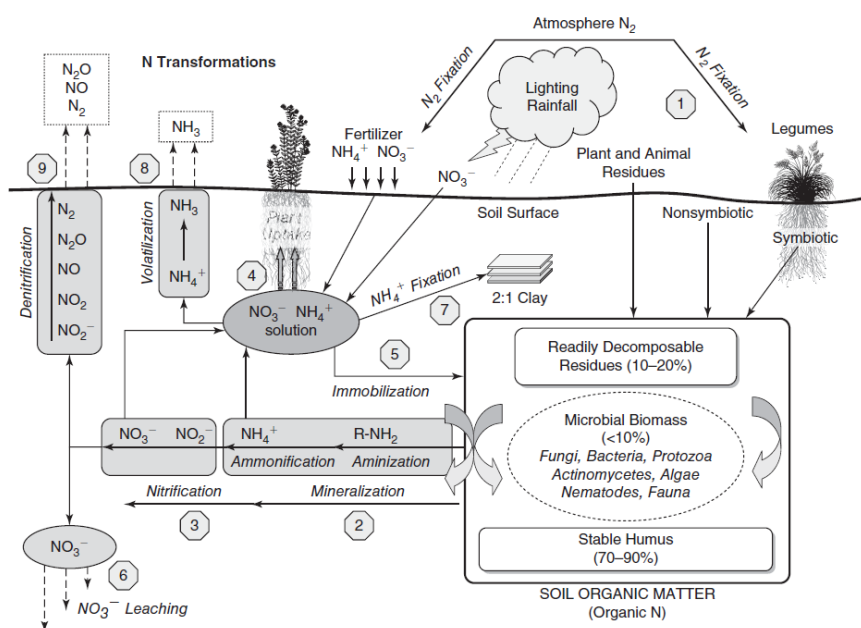 Atmosphere N₂
N Transformations
N₂O
NO
N₂
NH₃
N₂ Fixation
Lighting
Rainfall
N₂ Fixation
1
Legumes
Fertilizer
NH₄⁺ NO₃⁻
NO₃⁻
Plant and Animal
Residues
9
8
Soil Surface
Nonsymbiotic
Symbiotic
Plant
Uptake
Denitrification
N₂
N₂O
NO
NO₂
NO₂⁻
Volatilization
NH₃
NH₄⁺
4
NH₄⁺ Fixation
7
2:1 Clay
NO₃⁻ NH₄⁺
solution
5
Immobilization
Readily Decomposable
Residues (10–20%)
Microbial Biomass
(<10%)
Fungi, Bacteria, Protozoa
Actinomycetes, Algae
Nematodes, Fauna
Stable Humus
(70–90%)
SOIL ORGANIC MATTER
(Organic N)
NO₃⁻ NO₂⁻
NH₄⁺ R-NH₂
Ammonification Aminization
Nitrification Mineralization
3
2
NO₃⁻
6
NO₃⁻ Leaching